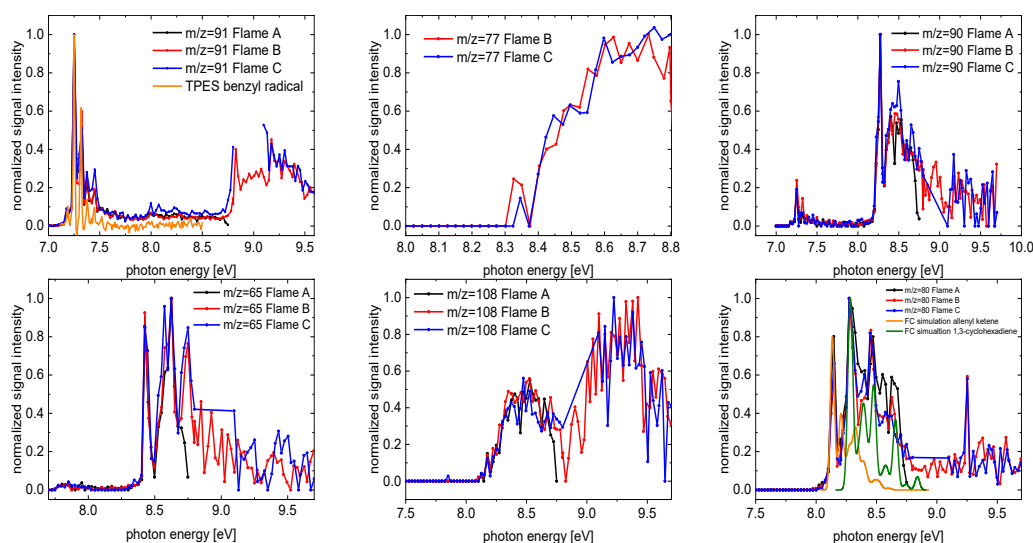 m/z=91 Flame A
m/z=91 Flame B
m/z=91 Flame C
TPES benzyl radical
normalized signal intensity
1.0
0.8
0.6
0.4
0.2
0.0
7.0 7.5 8.0 8.5 9.0 9.5
photon energy [eV]
m/z=77 Flame B
m/z=77 Flame C
normalized signal intensity
1.0
0.8
0.6
0.4
0.2
0.0
8.0 8.1 8.2 8.3 8.4 8.5 8.6 8.7 8.8
photon energy [eV]
m/z=90 Flame A
m/z=90 Flame B
m/z=90 Flame C
normalized signal intensity
1.0
0.8
0.6
0.4
0.2
0.0
7.0 7.5 8.0 8.5 9.0 9.5 10.0
photon energy [eV]
m/z=65 Flame A
m/z=65 Flame B
m/z=65 Flame C
normalized signal intensity
1.0
0.8
0.6
0.4
0.2
0.0
8.0 8.5 9.0 9.5
photon energy [eV]
m/z=108 Flame A
m/z=108 Flame B
m/z=108 Flame C
normalized signal intensity
1.0
0.8
0.6
0.4
0.2
0.0
7.5 8.0 8.5 9.0 9.5
photon energy [eV]
m/z=80 Flame A
m/z=80 Flame B
m/z=80 Flame C
FC simulation allenyl ketene
FC simualtion 1,3-cyclohexadiene
normalized signal intensity
1.0
0.8
0.6
0.4
0.2
0.0
7.5 8.0 8.5 9.0 9.5
photon energy [eV]